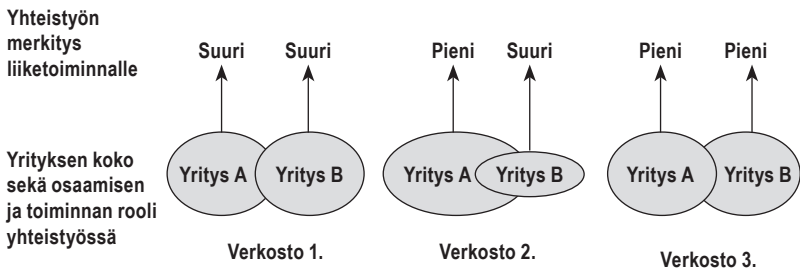 Yhteistyön
merkitys
liiketoiminnalle
Suuri Suuri Pieni Suuri Pieni Pieni
Yrityksen koko
sekä osaamisen
ja toiminnan rooli
yhteistyössä
Yritys A Yritys B Yritys A Yritys B Yritys A Yritys B
Verkosto 1. Verkosto 2. Verkosto 3.